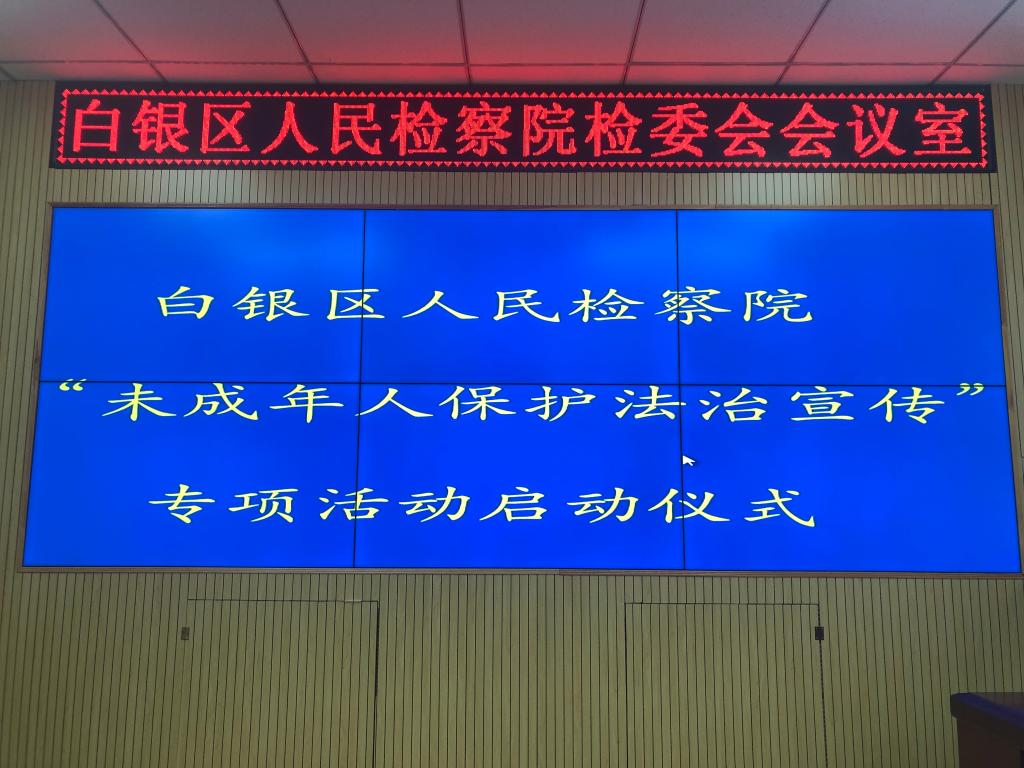 白银区人民检察院检委会会议室
白银区人民检察院
“未成年人保护法治宣传”
专项活动启动仪式